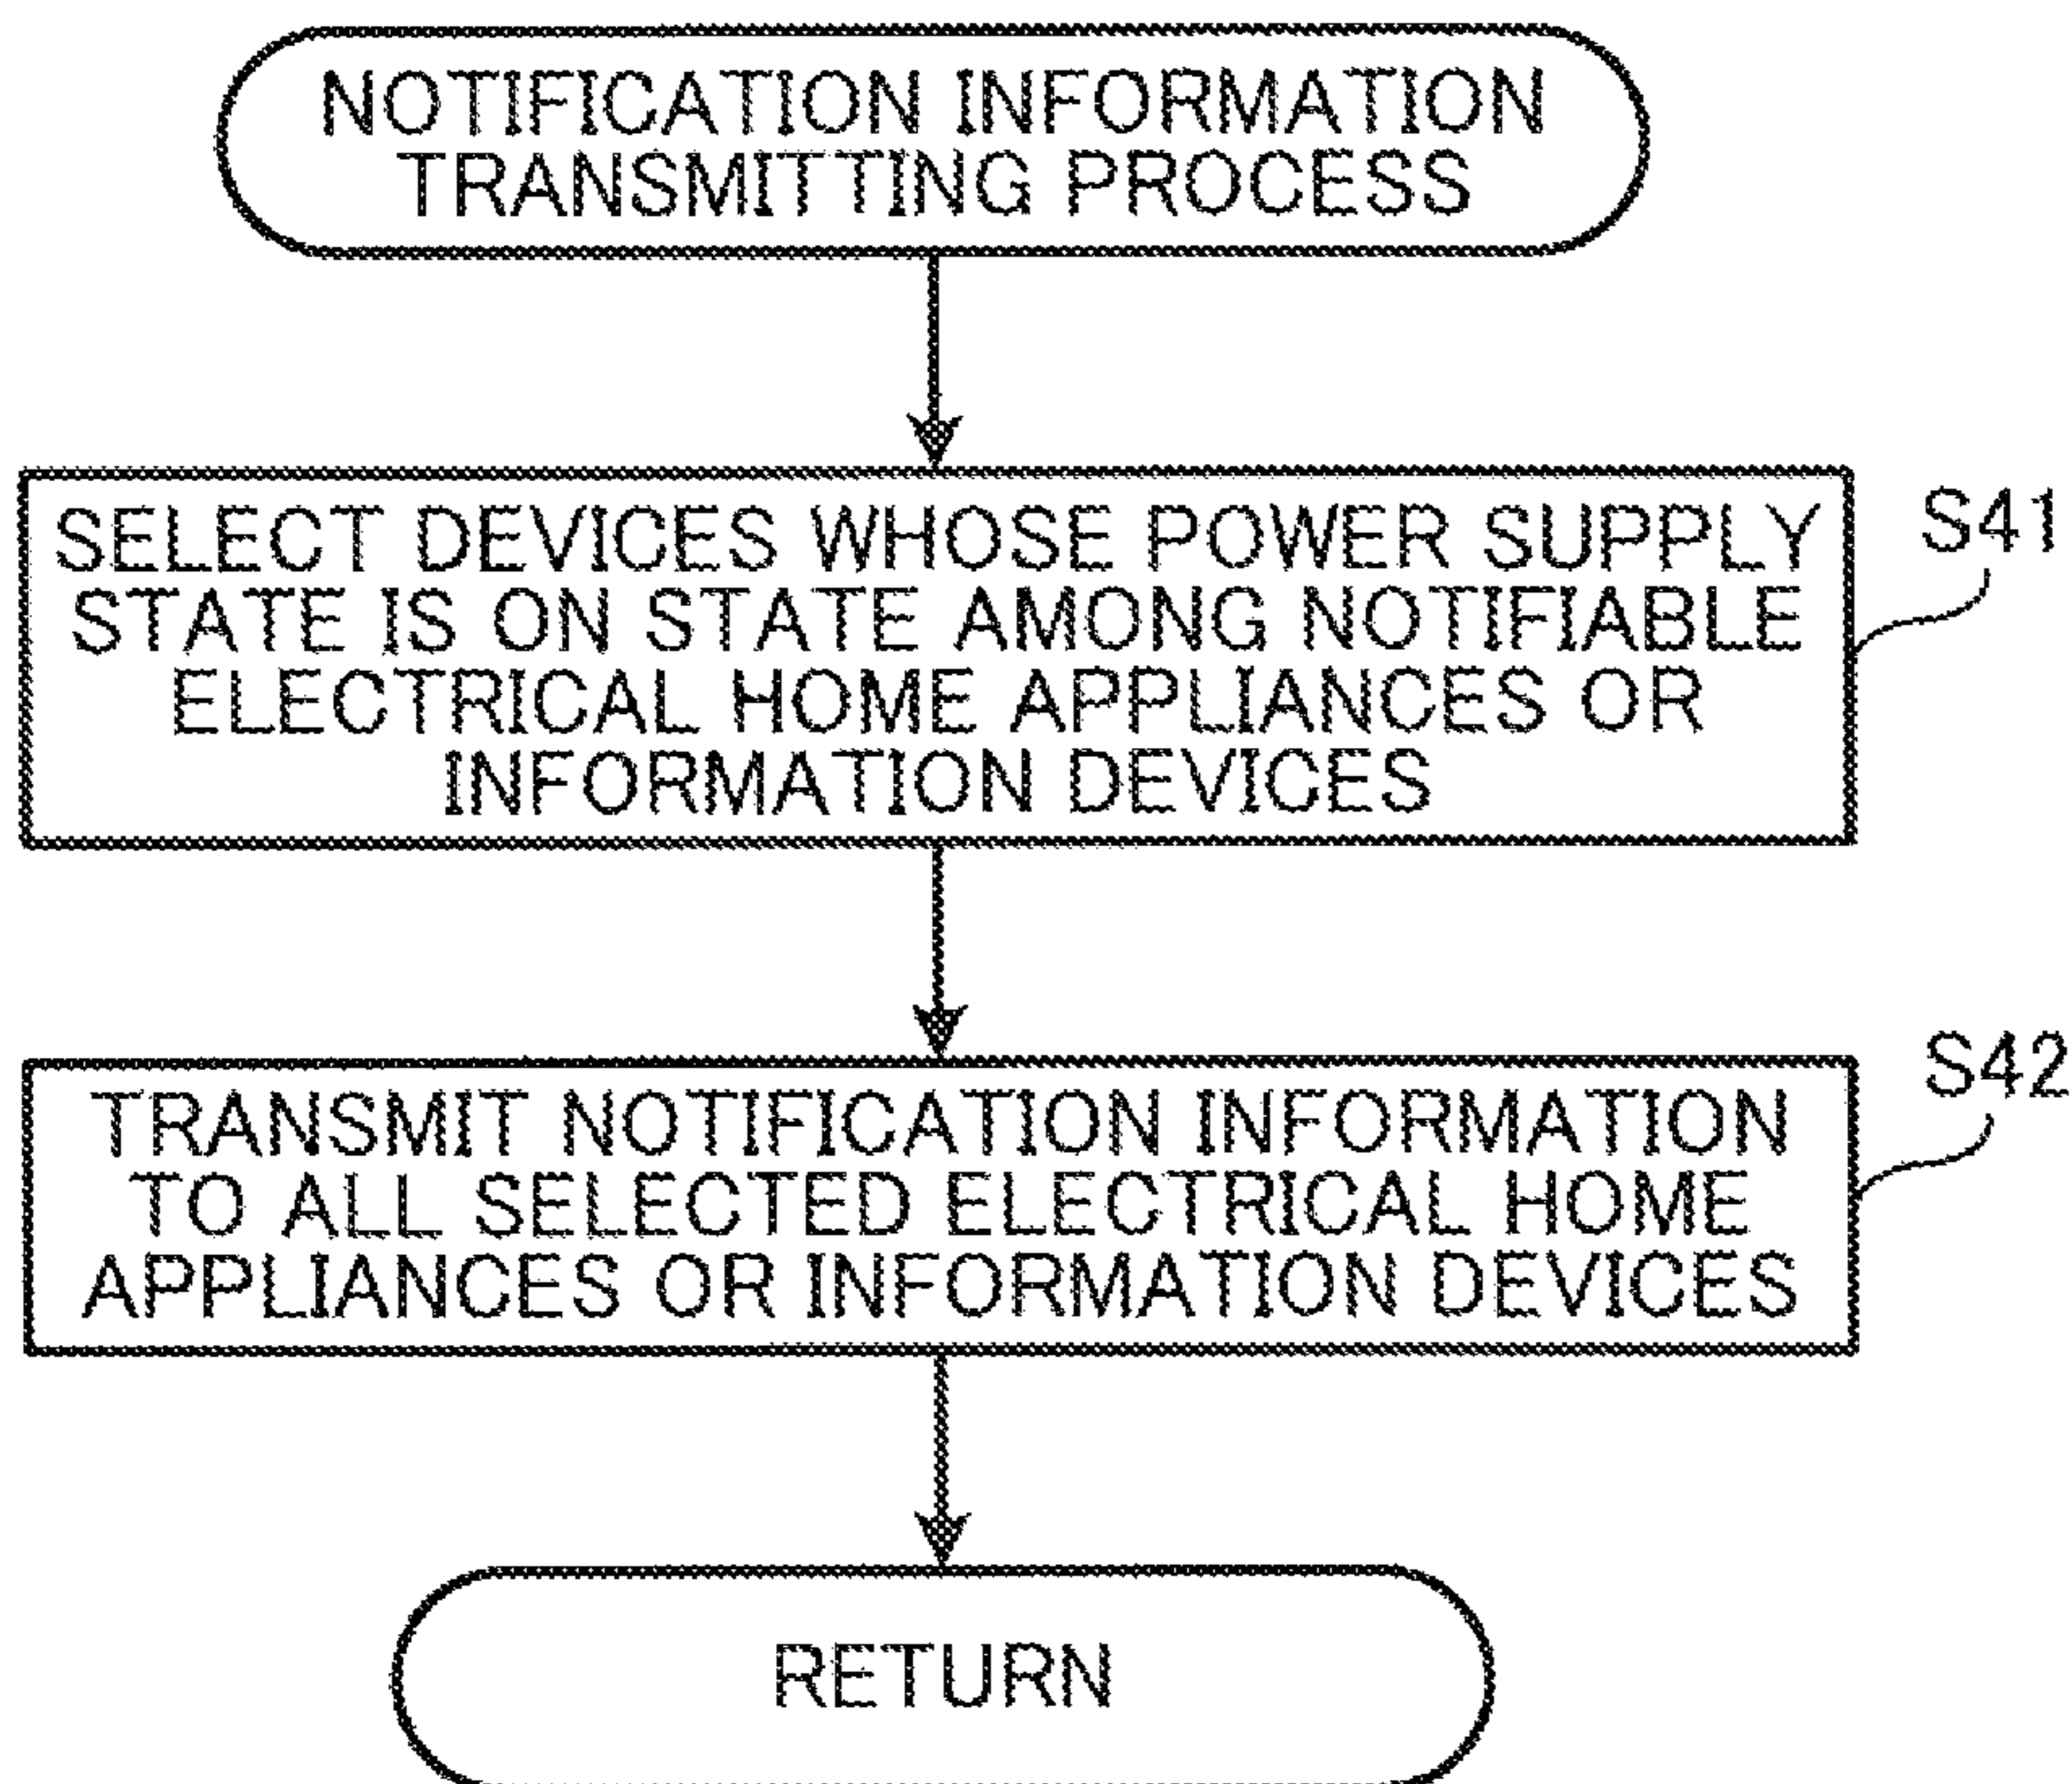 NOTIFICATION INFORMATION
TRANSMITTING PROCESS
SELECT DEVICES WHOSE POWER SUPPLY
STATE IS ON STATE AMONG NOTIFIABLE
ELECTRICAL HOME APPLIANCES OR
INFORMATION DEVICES
S41
TRANSMIT NOTIFICATION INFORMATION
TO ALL SELECTED ELECTRICAL HOME
APPLIANCES OR INFORMATION DEVICES
S42
RETURN